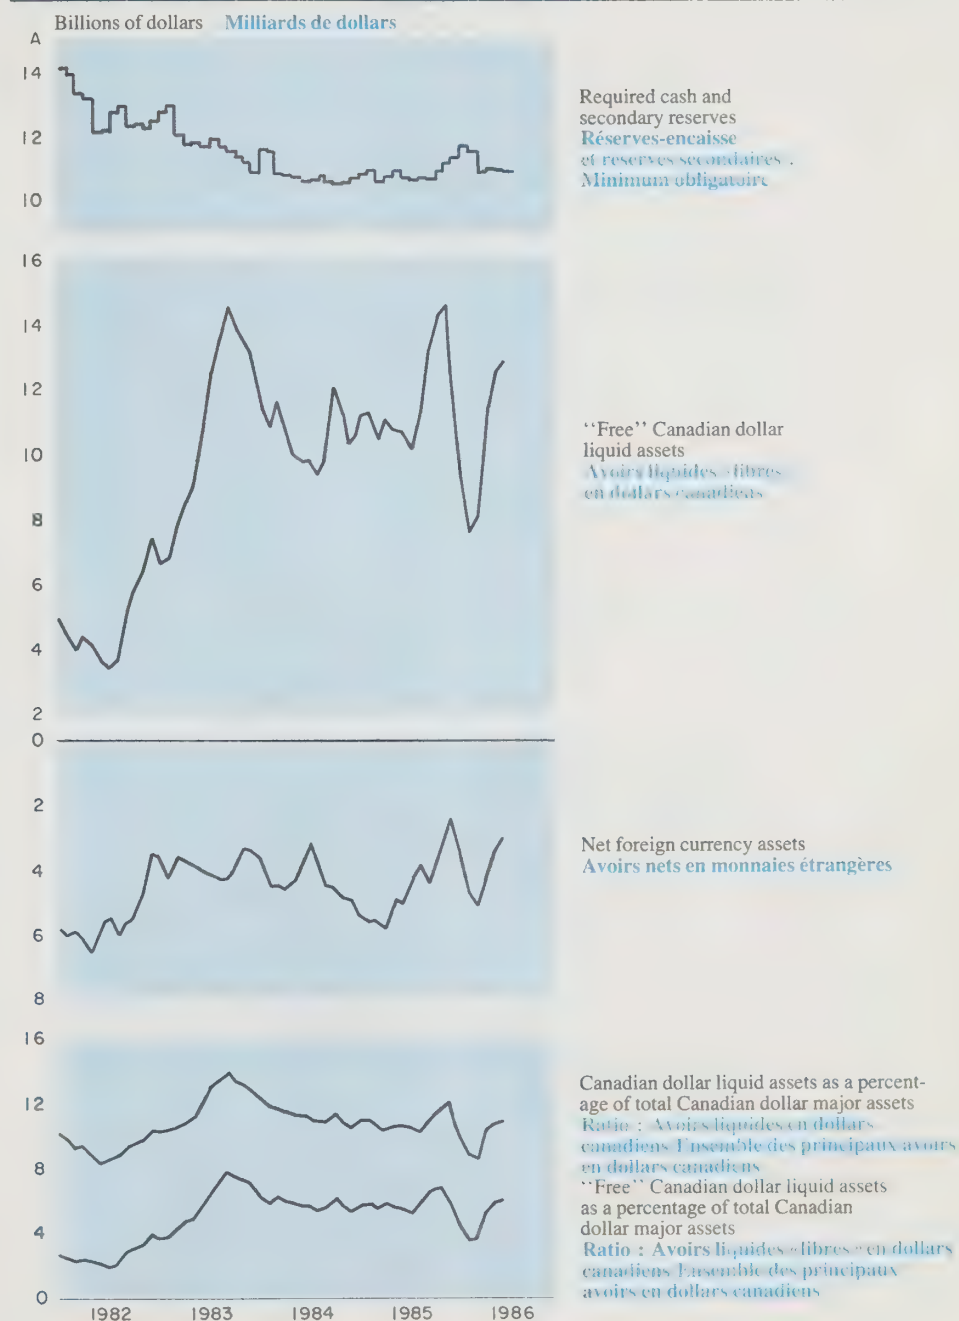 Billions of dollars Milliards de dollars
A
14
12
10
Required cash and
secondary reserves
Réserves-encaisse
et réserves secondaires :
Minimum obligatoire
16
14
12
10
8
6
4
2
"Free" Canadian dollar
liquid assets
Avoirs liquides «libres
en dollars canadiens
0
2
4
6
8
Net foreign currency assets
Avoirs nets en monnaies étrangères
16
12
8
4
0
Canadian dollar liquid assets as a percent-
age of total Canadian dollar major assets
Ratio : Avoirs liquides en dollars
canadiens Ensemble des principaux avoirs
en dollars canadiens
"Free" Canadian dollar liquid assets
as a percentage of total Canadian
dollar major assets
Ratio : Avoirs liquides «libres» en dollars
canadiens Ensemble des principaux
avoirs en dollars canadiens
1982 1983 1984 1985 1986